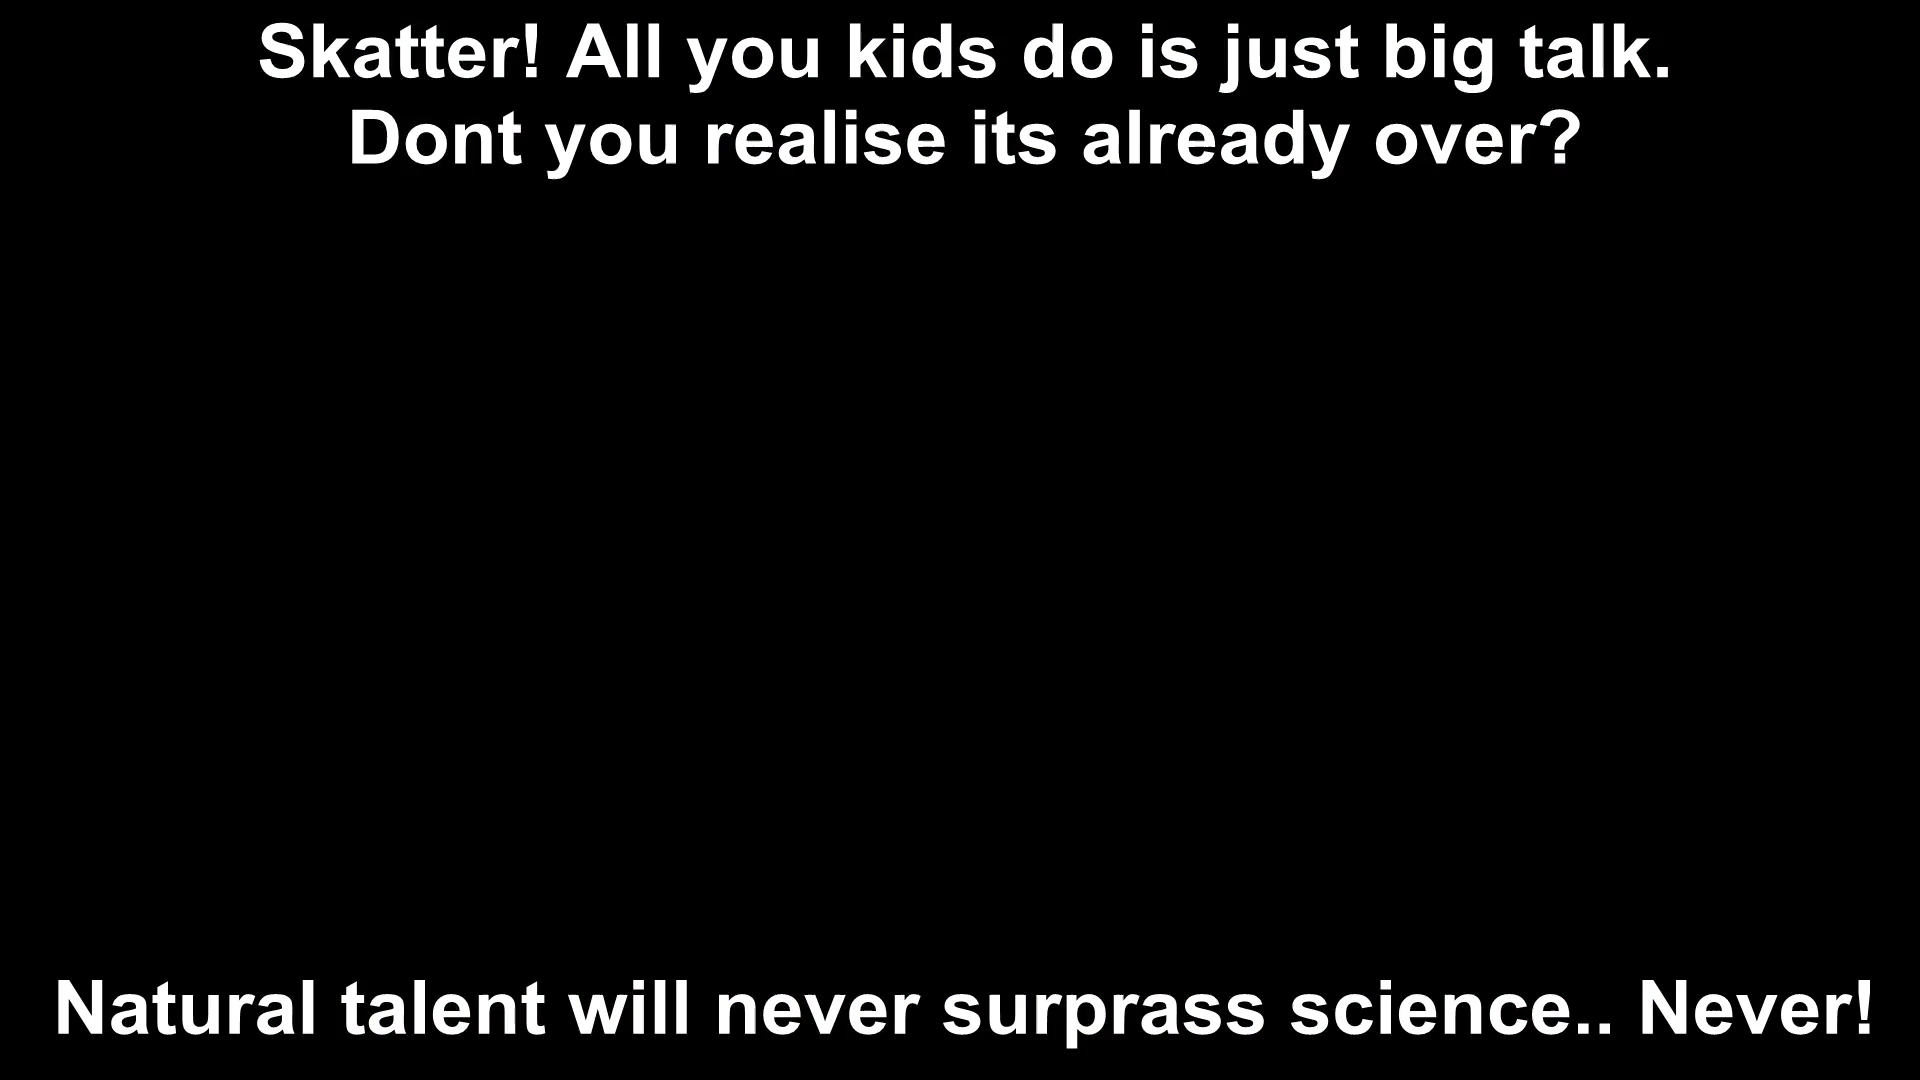 Skatter! All you kids do is just big talk.
Dont you realise its already over?
Natural talent will never surprass science.. Never!